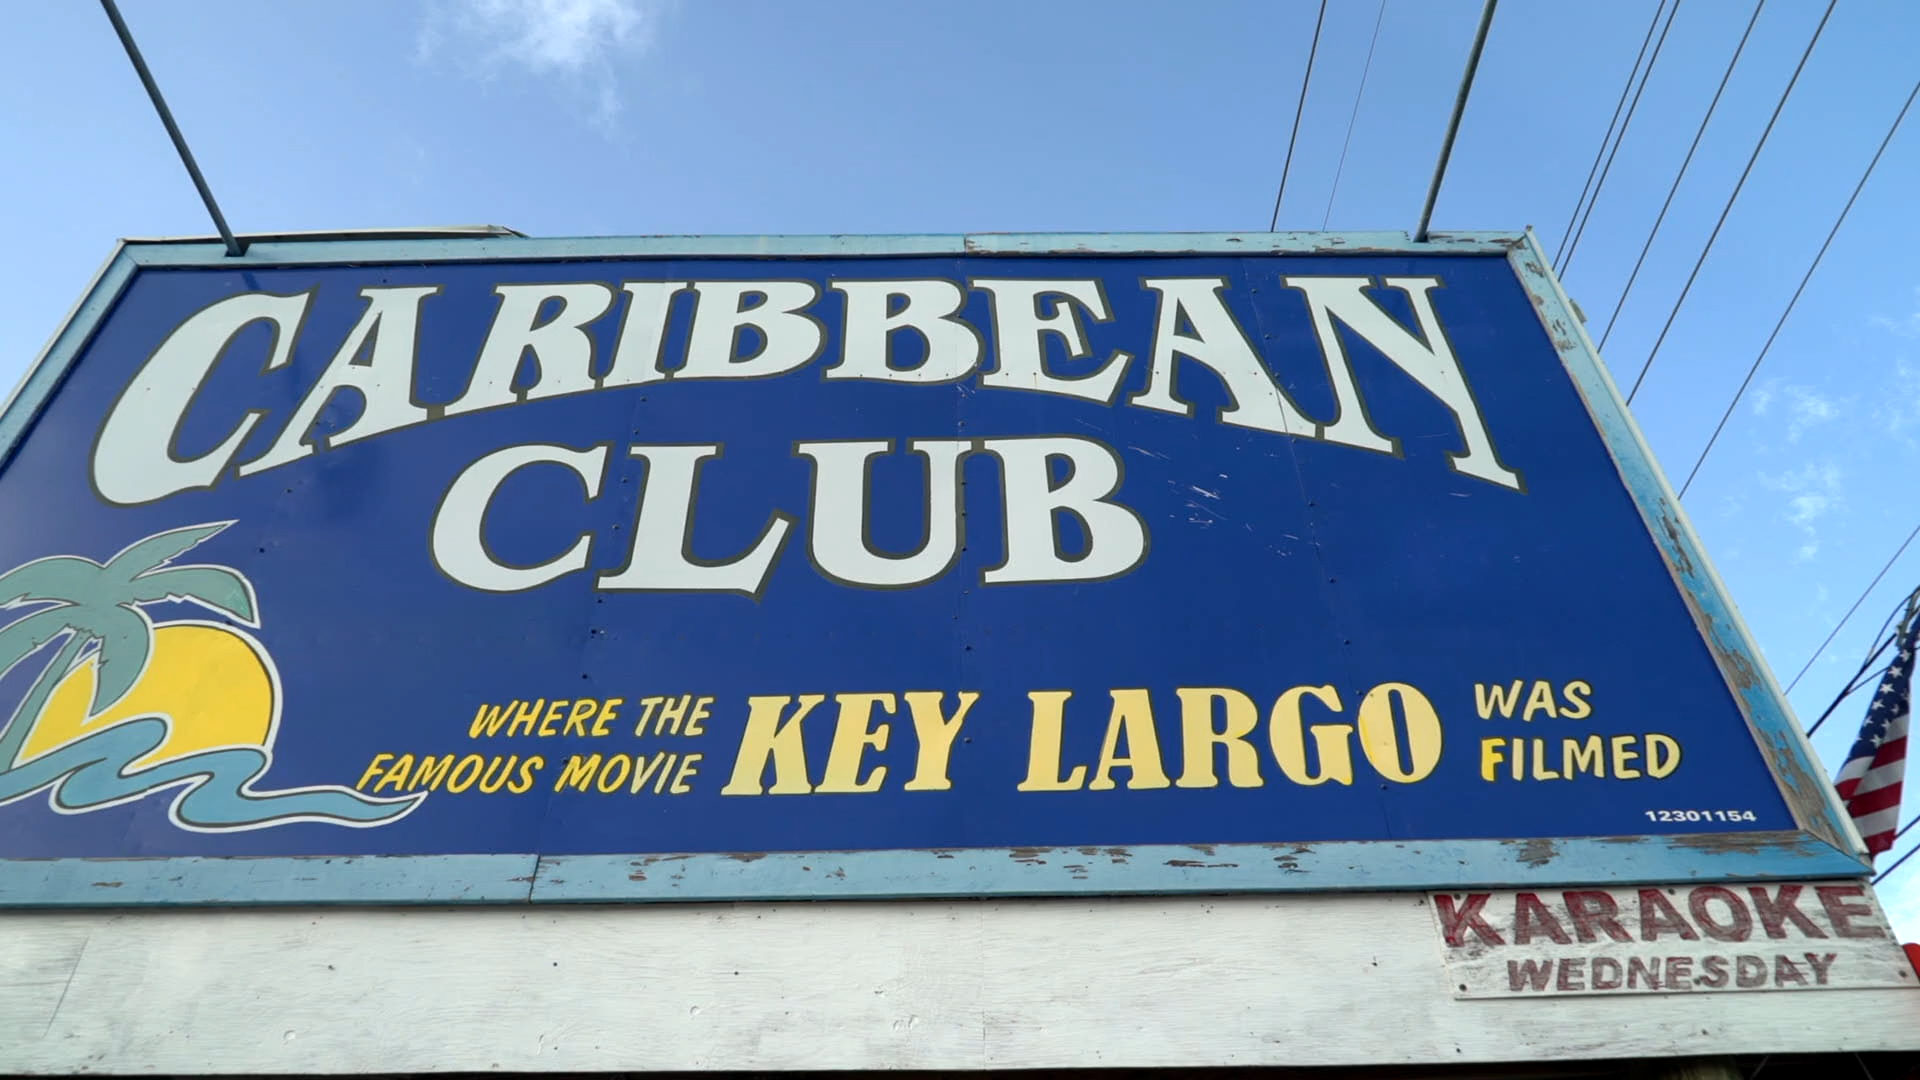 CARIBBEAN
CLUB
WHERE THE
FAMOUS MOVIE
KEY LARGO
WAS
FILMED
12301154
KARAOKE
WEDNESDAY